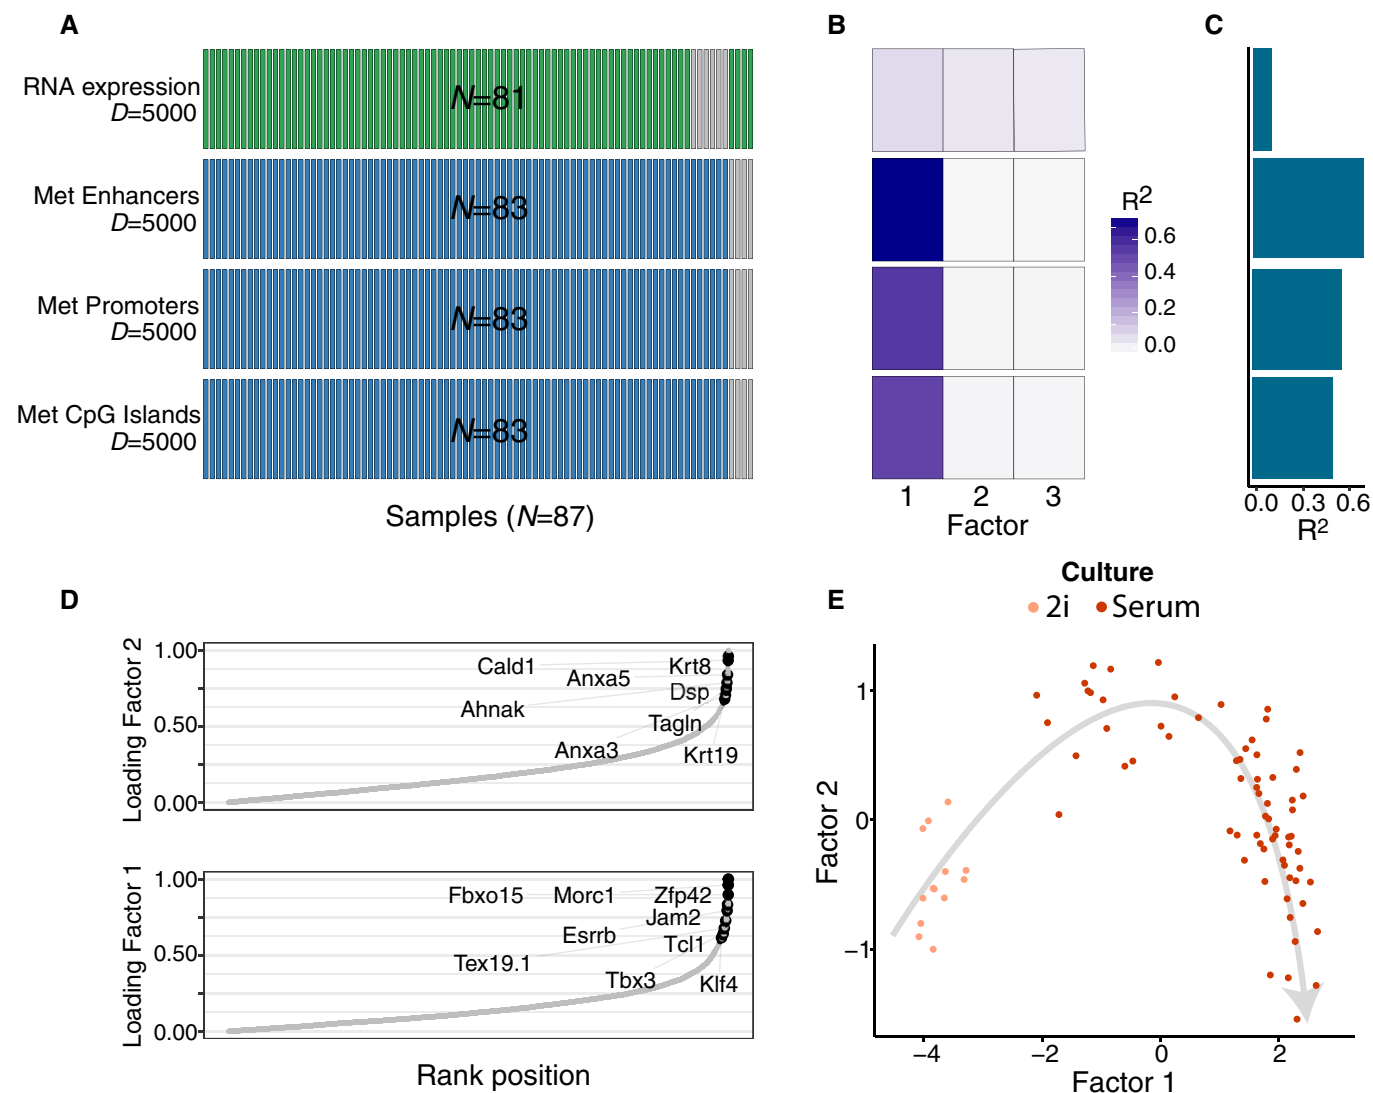 A
RNA expression
D=5000
N=81
Met Enhancers
D=5000
N=83
Met Promoters
D=5000
N=83
Met CpG Islands
D=5000
N=83
Samples (N=87)
B
1 2 3
Factor
R2
0.6
0.4
0.2
0.0
C
0.0 0.3 0.6
R2
D
Loading Factor 2
1.00
0.50
0.00
Cald1
Krt8
Anxa5
Dsp
Ahnak
Tagln
Anxa3
Krt19
Loading Factor 1
1.00
0.50
0.00
Fbxo15
Morc1
Zfp42
Jam2
Esrrb
Tcl1
Tex19.1
Tbx3
Klf4
Rank position
E
Culture
2i Serum
Factor 2
1
0
−1
−4 −2 0 2
Factor 1